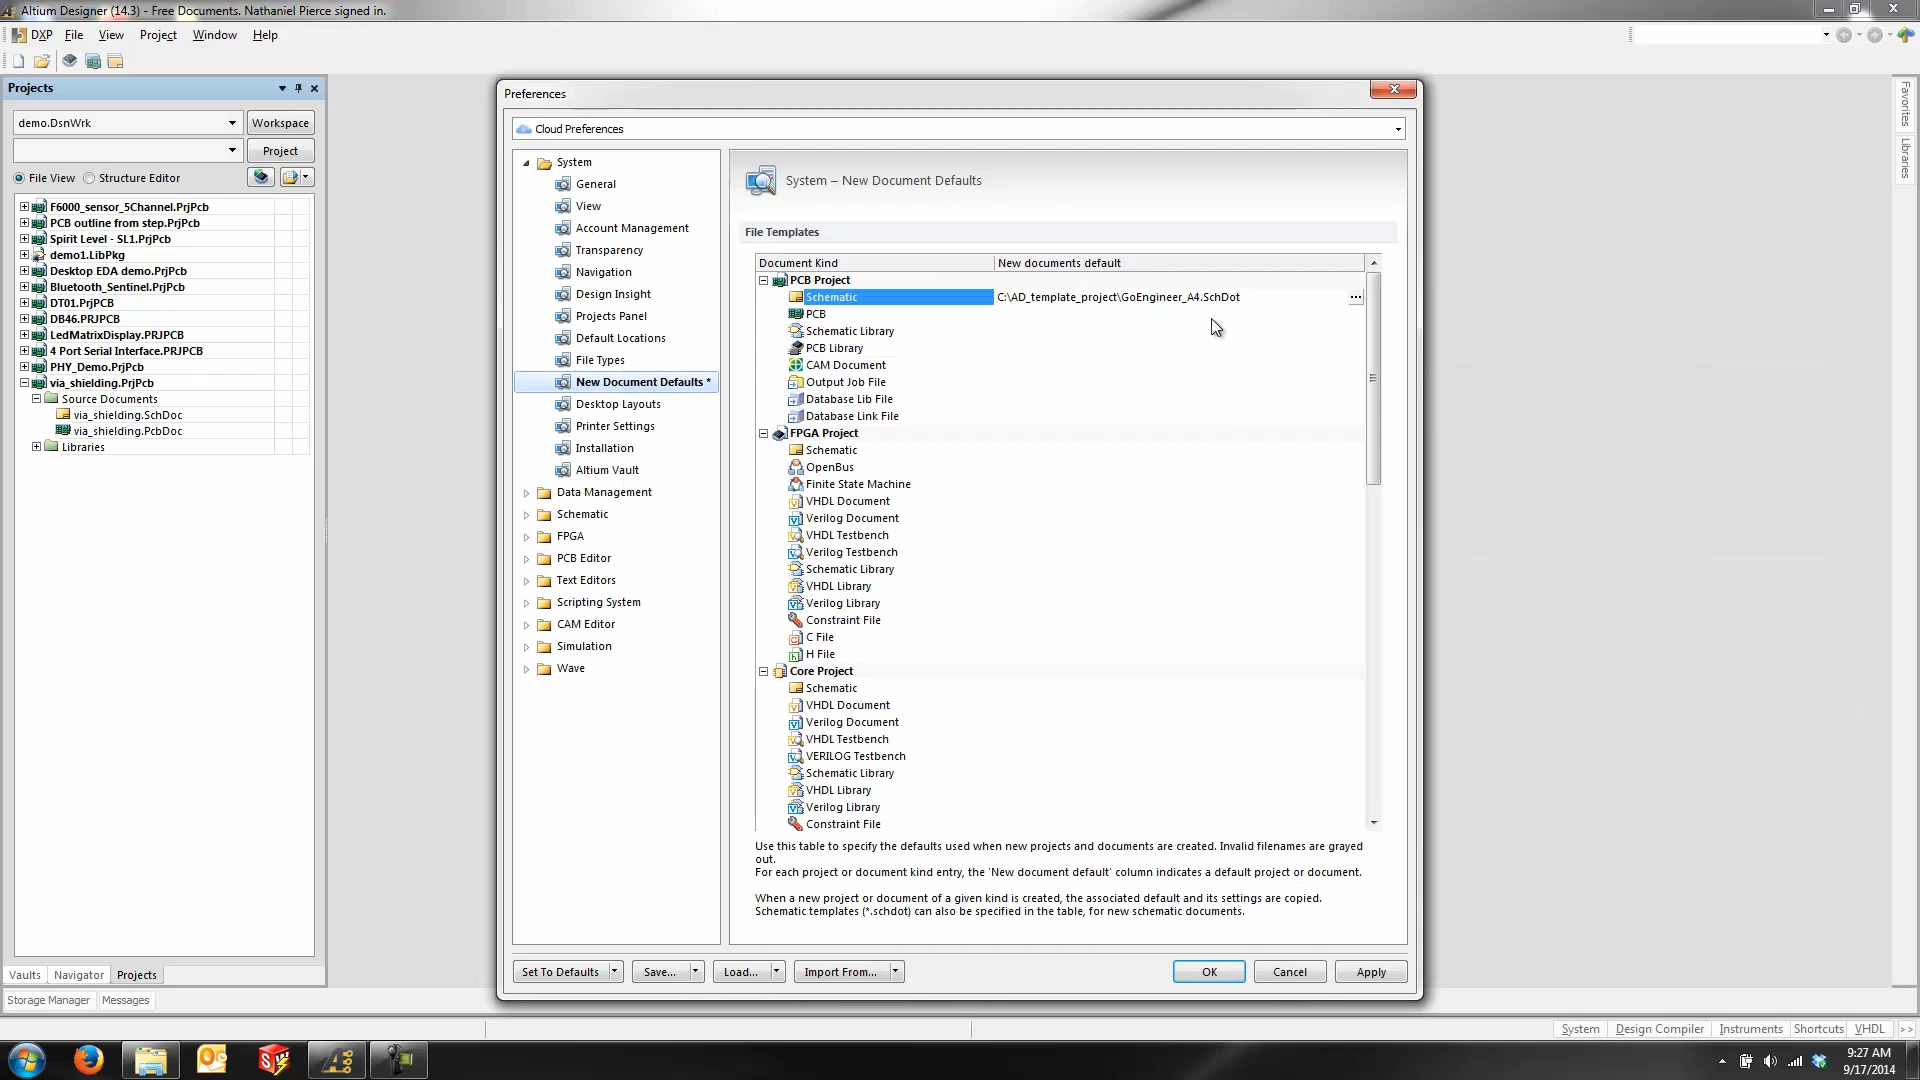 Altium Designer (14.3) - Free Documents. Nathaniel Pierce signed in.
DXP File View Project Window Help
Projects
demo.DsnWrk
Workspace
Project
File View
Structure Editor
F6000_sensor_5Channel.PrjPcb
PCB outline from step.PrjPcb
Spirit Level - SL1.PrjPcb
demo1.LibPkg
Desktop EDA demo.PrjPcb
Bluetooth_Sentinel.PrjPcb
DT01.PrjPCB
DB46.PRJPCB
LedMatrixDisplay.PRJPCB
4 Port Serial Interface.PRJPCB
PHY_Demo.PrjPcb
via_shielding.PrjPcb
Source Documents
via_shielding.SchDoc
via_shielding.PcbDoc
Libraries
Vaults Navigator Projects
Storage Manager Messages
Preferences
Cloud Preferences
System
General
View
Account Management
Transparency
Navigation
Design Insight
Projects Panel
Default Locations
File Types
New Document Defaults *
Desktop Layouts
Printer Settings
Installation
Altium Vault
Data Management
Schematic
FPGA
PCB Editor
Text Editors
Scripting System
CAM Editor
Simulation
Wave
System – New Document Defaults
File Templates
Document Kind New documents default
PCB Project
Schematic C:\AD_template_project\GoEngineer_A4.SchDot ...
PCB
Schematic Library
PCB Library
CAM Document
Output Job File
Database Lib File
Database Link File
FPGA Project
Schematic
OpenBus
Finite State Machine
VHDL Document
Verilog Document
VHDL Testbench
Verilog Testbench
Schematic Library
VHDL Library
Verilog Library
Constraint File
C File
H File
Core Project
Schematic
VHDL Document
Verilog Document
VHDL Testbench
VERILOG Testbench
Schematic Library
VHDL Library
Verilog Library
Constraint File
Use this table to specify the defaults used when new projects and documents are created. Invalid filenames are grayed
out.
For each project or document kind entry, the 'New document default' column indicates a default project or document.
When a new project or document of a given kind is created, the associated default and its settings are copied.
Schematic templates (*.schdot) can also be specified in the table, for new schematic documents.
Set To Defaults Save... Load... Import From... OK Cancel Apply
Favorites
Libraries
System Design Compiler Instruments Shortcuts VHDL >>
9:27 AM
9/17/2014